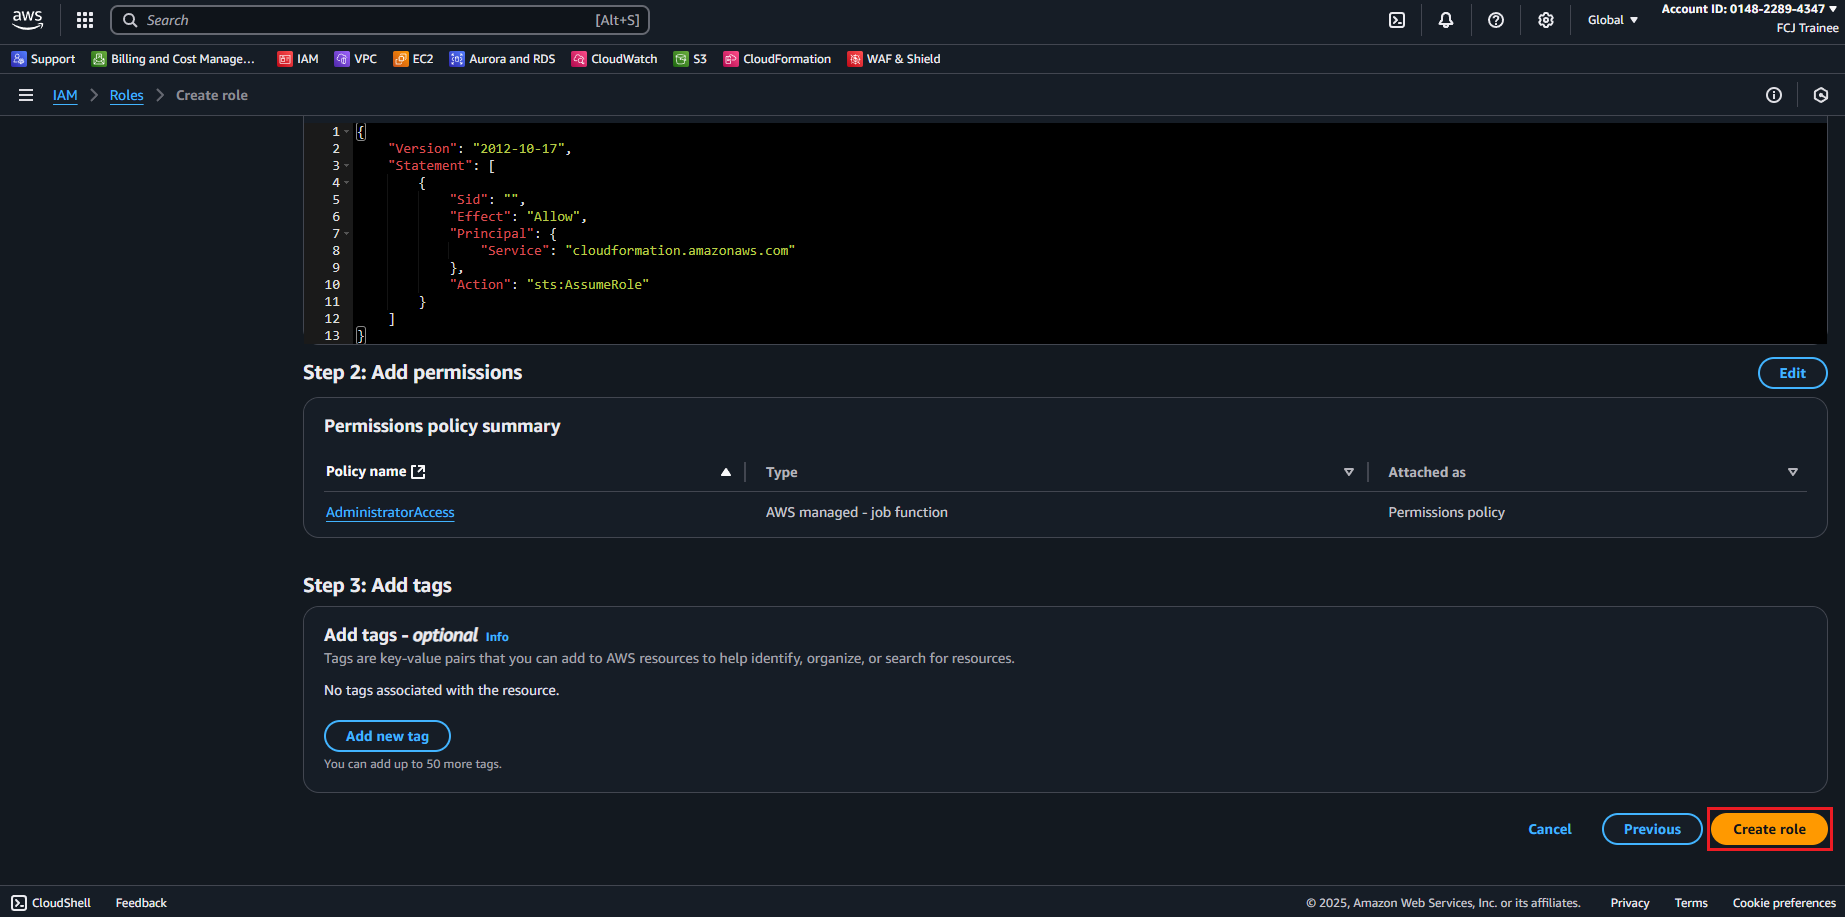 aws Search [Alt+S] Global Account ID: 0148-2289-4347
FCJ Trainee
Support Billing and Cost Manage... IAM VPC EC2 Aurora and RDS CloudWatch S3 CloudFormation WAF & Shield
IAM Roles Create role
1 {
2 "Version": "2012-10-17",
3 "Statement": [
4 {
5 "Sid": "",
6 "Effect": "Allow",
7 "Principal": {
8 "Service": "cloudformation.amazonaws.com"
9 },
10 "Action": "sts:AssumeRole"
11 }
12 ]
13 }
Step 2: Add permissions Edit
Permissions policy summary
Policy name Type Attached as
AdministratorAccess AWS managed - job function Permissions policy
Step 3: Add tags
Add tags - optional Info
Tags are key-value pairs that you can add to AWS resources to help identify, organize, or search for resources.
No tags associated with the resource.
Add new tag
You can add up to 50 more tags.
Cancel Previous Create role
CloudShell Feedback © 2025, Amazon Web Services, Inc. or its affiliates. Privacy Terms Cookie preferences